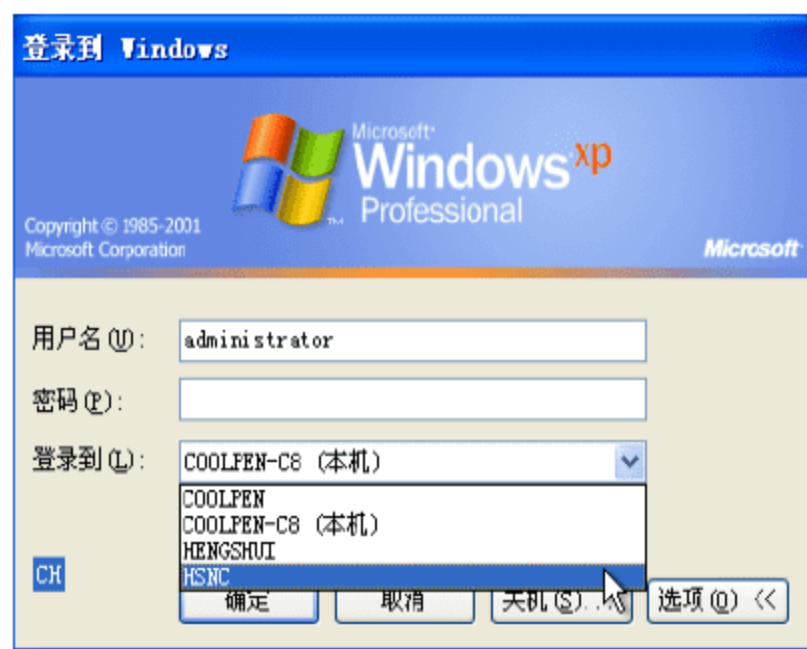 登录到 Windows
Microsoft
Windows xp
Professional
TM
Copyright © 1985-2001
Microsoft Corporation
Microsoft
用户名(U):
administrator
密码(P):
登录到(L):
COOLPEN-C8 (本机)
COOLPEN
COOLPEN-C8 (本机)
HENGSHUI
HSNC
CH
确定
取消
关机(S)...
选项(O) <<